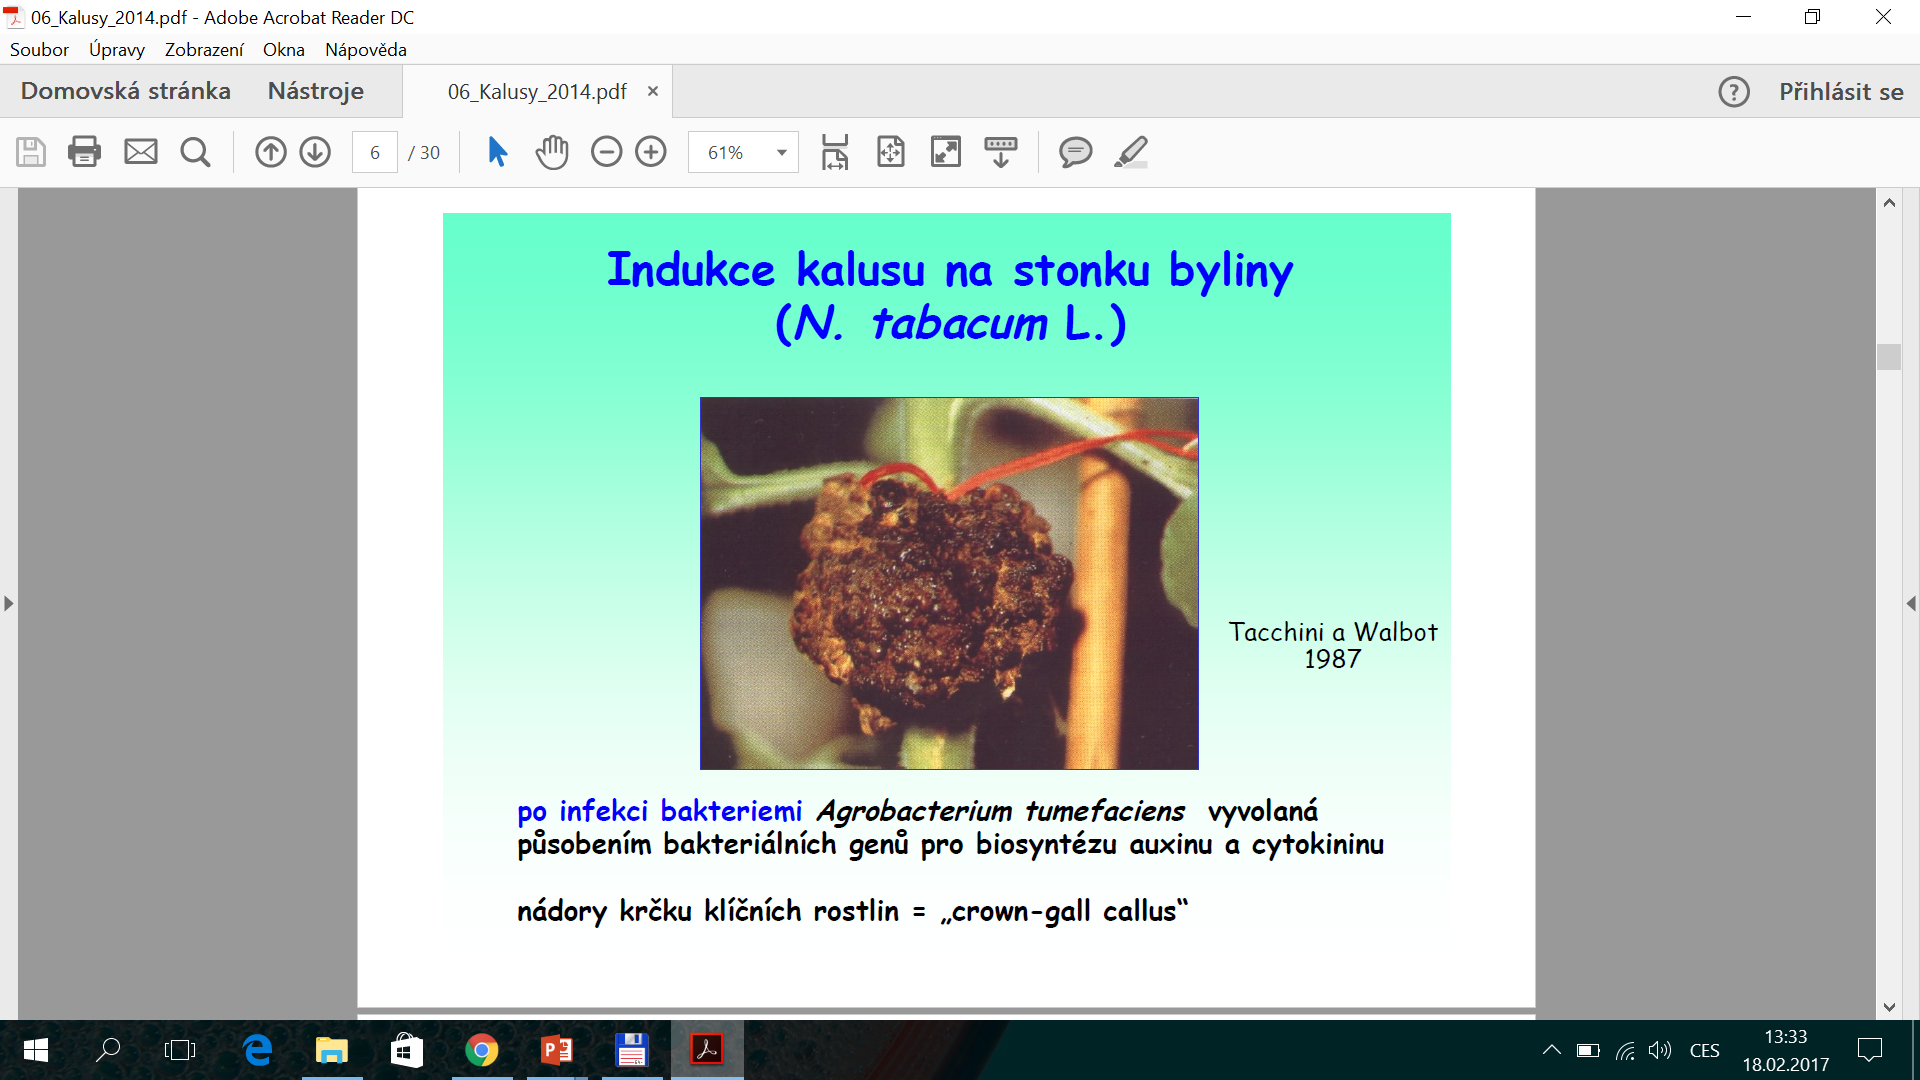 06_Kalusy_2014.pdf - Adobe Acrobat Reader DC
Soubor Úpravy Zobrazení Okna Nápověda
Domovská stránka Nástroje 06_Kalusy_2014.pdf × ? Přihlásit se
6 / 30 61%
Indukce kalusu na stonku byliny
(N. tabacum L.)
Tacchini a Walbot
1987
po infekci bakteriemi Agrobacterium tumefaciens vyvolaná
působením bakteriálních genů pro biosyntézu auxinu a cytokininu
nádory krčku klíčních rostlin = „crown-gall callus“
CES
13:33
18.02.2017